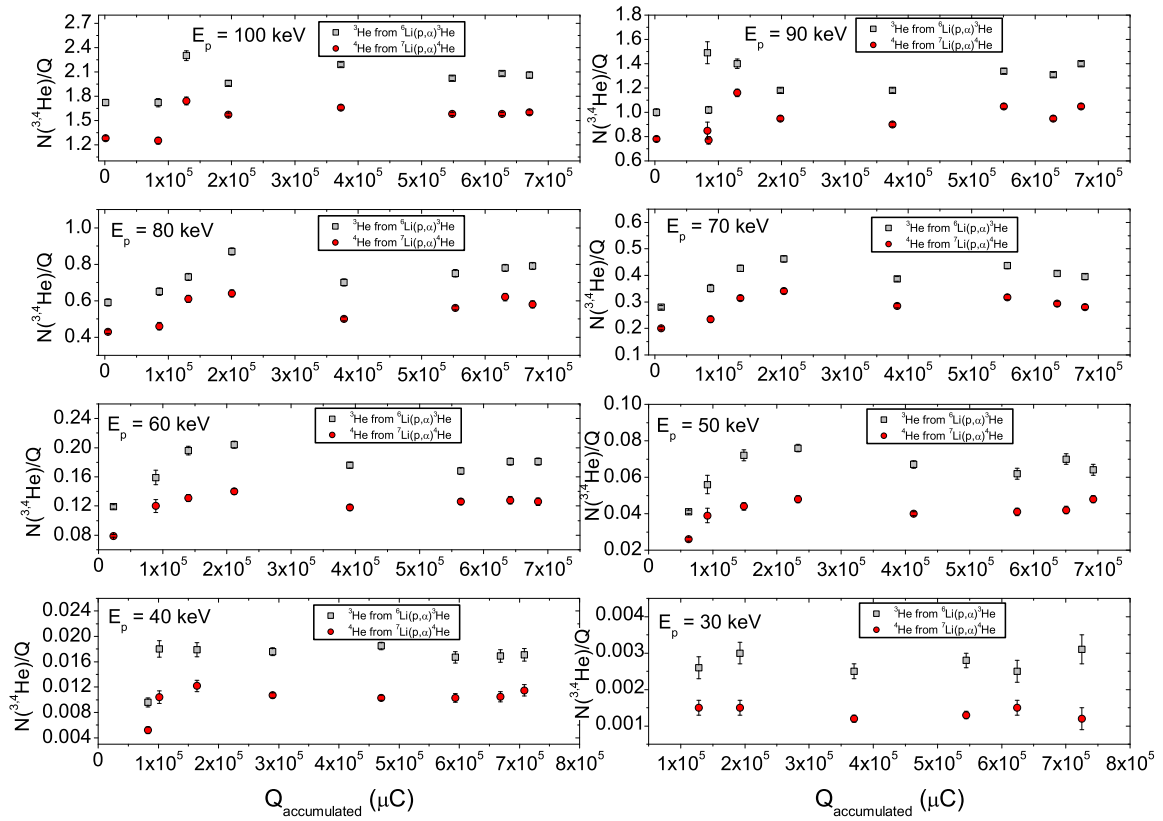 E_p = 100 keV
³He from ⁶Li(p,α)³He
⁴He from ⁷Li(p,α)⁴He
N(³,⁴He)/Q
2.7
2.4
2.1
1.8
1.5
1.2
0 1x10⁵ 2x10⁵ 3x10⁵ 4x10⁵ 5x10⁵ 6x10⁵ 7x10⁵
E_p = 90 keV
³He from ⁶Li(p,α)³He
⁴He from ⁷Li(p,α)⁴He
N(³,⁴He)/Q
1.8
1.6
1.4
1.2
1.0
0.8
0.6
0 1x10⁵ 2x10⁵ 3x10⁵ 4x10⁵ 5x10⁵ 6x10⁵ 7x10⁵
E_p = 80 keV
³He from ⁶Li(p,α)³He
⁴He from ⁷Li(p,α)⁴He
N(³,⁴He)/Q
1.0
0.8
0.6
0.4
0 1x10⁵ 2x10⁵ 3x10⁵ 4x10⁵ 5x10⁵ 6x10⁵ 7x10⁵
E_p = 70 keV
³He from ⁶Li(p,α)³He
⁴He from ⁷Li(p,α)⁴He
N(³,⁴He)/Q
0.6
0.5
0.4
0.3
0.2
0.1
0 1x10⁵ 2x10⁵ 3x10⁵ 4x10⁵ 5x10⁵ 6x10⁵ 7x10⁵
E_p = 60 keV
³He from ⁶Li(p,α)³He
⁴He from ⁷Li(p,α)⁴He
N(³,⁴He)/Q
0.24
0.20
0.16
0.12
0.08
0 1x10⁵ 2x10⁵ 3x10⁵ 4x10⁵ 5x10⁵ 6x10⁵ 7x10⁵
E_p = 50 keV
³He from ⁶Li(p,α)³He
⁴He from ⁷Li(p,α)⁴He
N(³,⁴He)/Q
0.10
0.08
0.06
0.04
0.02
0 1x10⁵ 2x10⁵ 3x10⁵ 4x10⁵ 5x10⁵ 6x10⁵ 7x10⁵
E_p = 40 keV
³He from ⁶Li(p,α)³He
⁴He from ⁷Li(p,α)⁴He
N(³,⁴He)/Q
0.024
0.020
0.016
0.012
0.008
0.004
1x10⁵ 2x10⁵ 3x10⁵ 4x10⁵ 5x10⁵ 6x10⁵ 7x10⁵ 8x10⁵
Q_accumulated (μC)
E_p = 30 keV
³He from ⁶Li(p,α)³He
⁴He from ⁷Li(p,α)⁴He
N(³,⁴He)/Q
0.004
0.003
0.002
0.001
1x10⁵ 2x10⁵ 3x10⁵ 4x10⁵ 5x10⁵ 6x10⁵ 7x10⁵ 8x10⁵
Q_accumulated (μC)